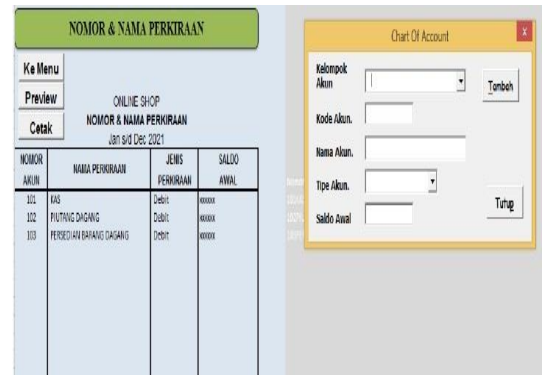 NOMOR & NAMA PERKIRAAN
Ke Menu
Preview
Cetak
ONLINE SHOP
NOMOR & NAMA PERKIRAAN
Jan s/d Dec 2021
NOMOR AKUN NAMA PERKIRAAN JENIS PERKIRAAN SALDO AWAL
101 KAS Debit xxxxxx
102 PIUTANG DAGANG Debit xxxxxx
103 PERSEDIAN BARANG DAGANG Debit xxxxxx
Chart Of Account
x
Kelompok Akun
Tambah
Kode Akun.
Nama Akun.
Tipe Akun.
Tutup
Saldo Awal